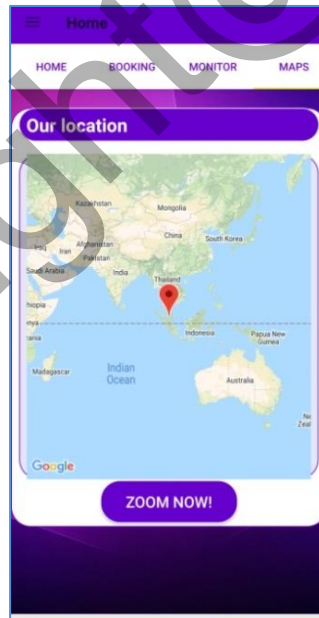 Home
HOME BOOKING MONITOR MAPS
Our location
Kazakhstan
Mongolia
China
South Korea
Iraq
Iran
Afghanistan
Pakistan
Saudi Arabia
India
Thailand
Indonesia
Papua New
Guinea
Madagascar
Indian
Ocean
Australia
Google
ZOOM NOW!